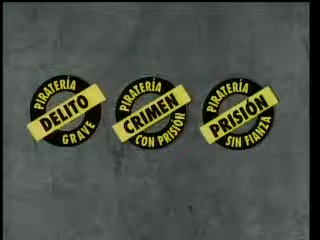 PIRATERÍA
DELITO
GRAVE
PIRATERÍA
CRIMEN
CON PRISIÓN
PIRATERÍA
PRISIÓN
SIN FIANZA